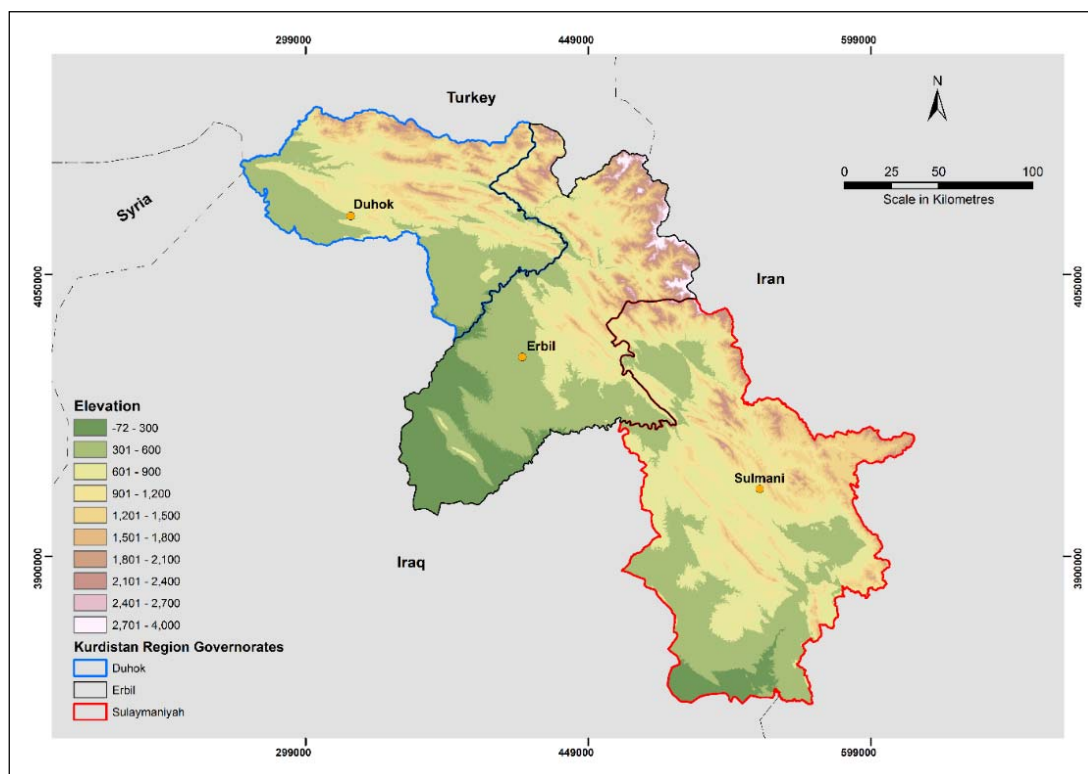 299000
449000
599000
Turkey
N
0
25
50
100
Scale in Kilometres
Syria
Duhok
4050000
Iran
4050000
Erbil
Elevation
-72 - 300
301 - 600
601 - 900
901 - 1,200
1,201 - 1,500
1,501 - 1,800
1,801 - 2,100
2,101 - 2,400
2,401 - 2,700
2,701 - 4,000
Sulmani
Iraq
3900000
3900000
Kurdistan Region Governorates
Duhok
Erbil
Sulaymaniyah
299000
449000
599000